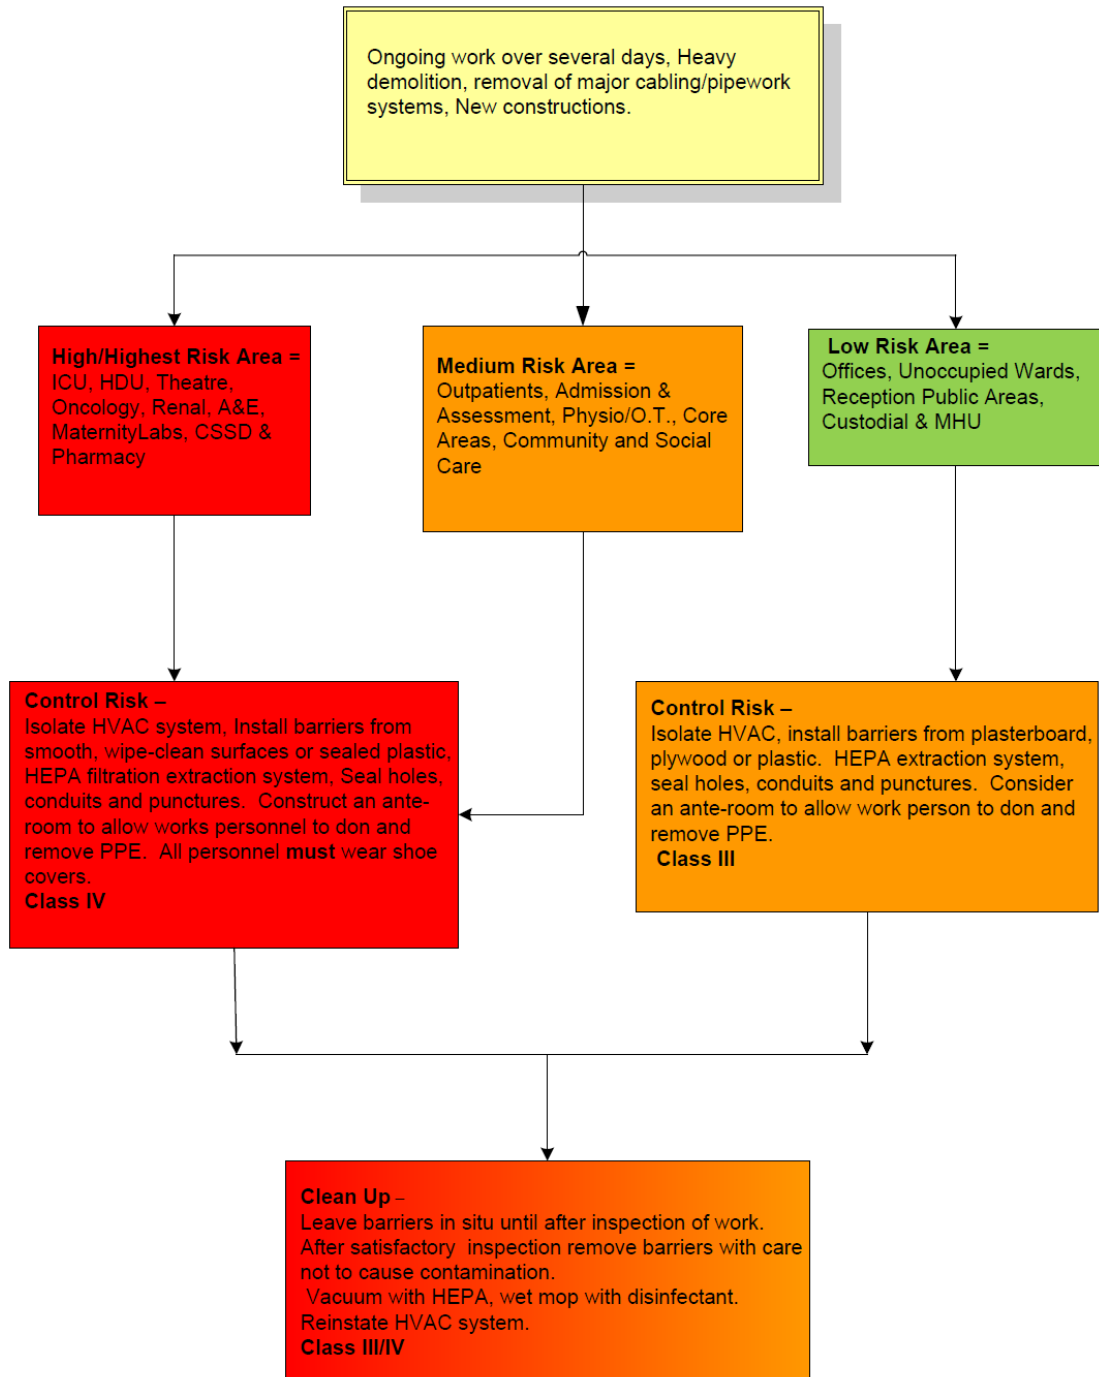 Ongoing work over several days, Heavy
demolition, removal of major cabling/pipework
systems, New constructions.
High/Highest Risk Area =
ICU, HDU, Theatre,
Oncology, Renal, A&E,
MaternityLabs, CSSD &
Pharmacy
Medium Risk Area =
Outpatients, Admission &
Assessment, Physio/O.T., Core
Areas, Community and Social
Care
Low Risk Area =
Offices, Unoccupied Wards,
Reception Public Areas,
Custodial & MHU
Control Risk –
Isolate HVAC system, Install barriers from
smooth, wipe-clean surfaces or sealed plastic,
HEPA filtration extraction system, Seal holes,
conduits and punctures.  Construct an ante-
room to allow works personnel to don and
remove PPE.  All personnel must wear shoe
covers.
Class IV
Control Risk –
Isolate HVAC, install barriers from plasterboard,
plywood or plastic.  HEPA extraction system,
seal holes, conduits and punctures.  Consider
an ante-room to allow work person to don and
remove PPE.
Class III
Clean Up –
Leave barriers in situ until after inspection of work.
After satisfactory  inspection remove barriers with care
not to cause contamination.
Vacuum with HEPA, wet mop with disinfectant.
Reinstate HVAC system.
Class III/IV